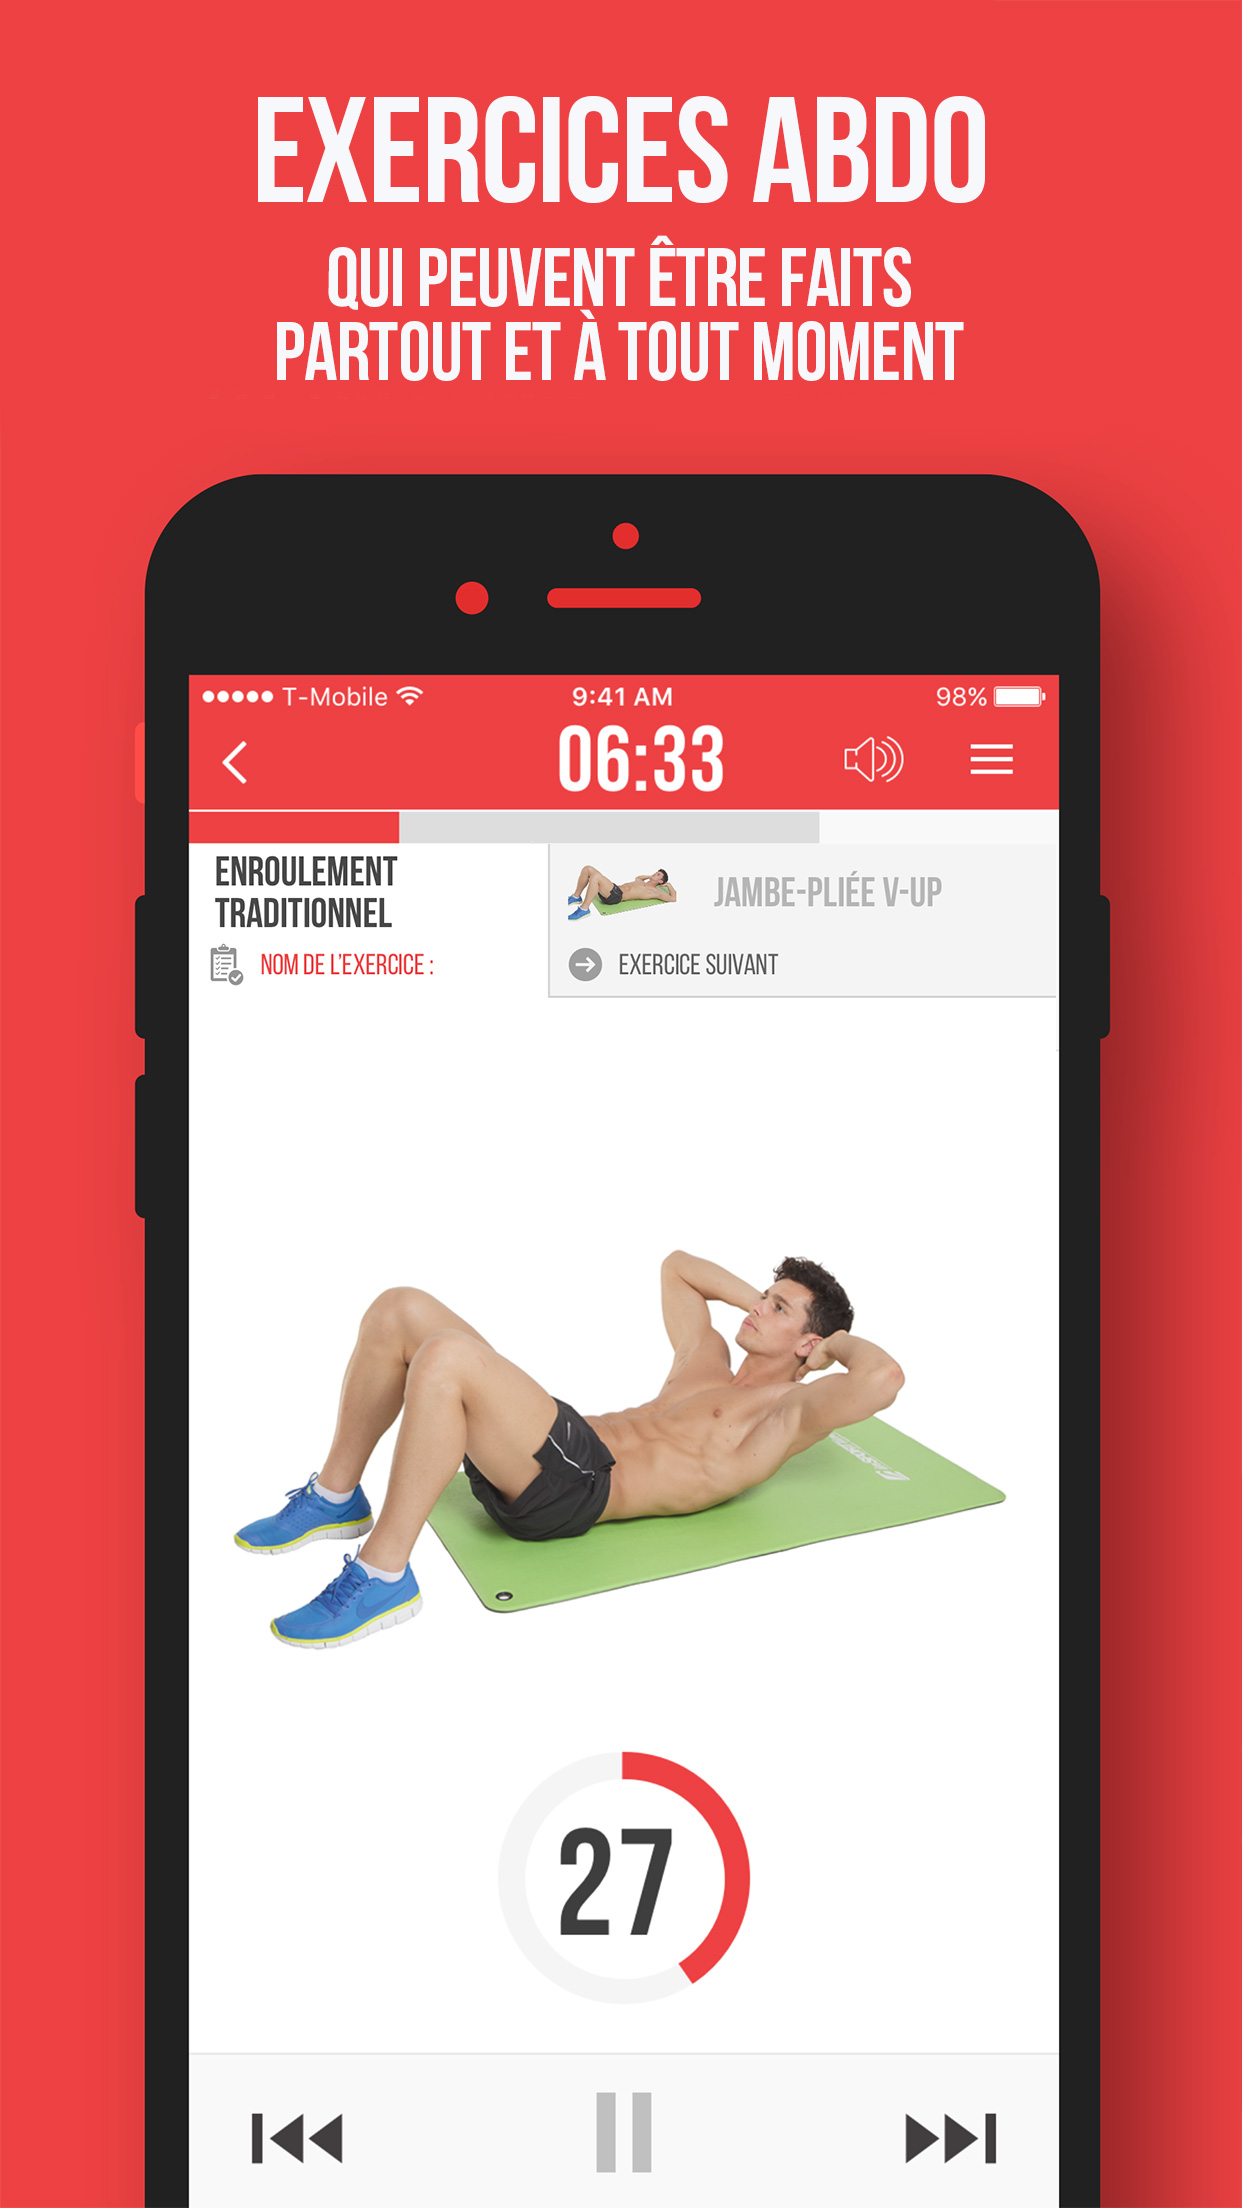 EXERCICES ABDO
QUI PEUVENT ÊTRE FAITS
PARTOUT ET À TOUT MOMENT
T-Mobile 9:41 AM 98%
06:33
ENROULEMENT
TRADITIONNEL
NOM DE L'EXERCICE :
JAMBE-PLIÉE V-UP
EXERCICE SUIVANT
27